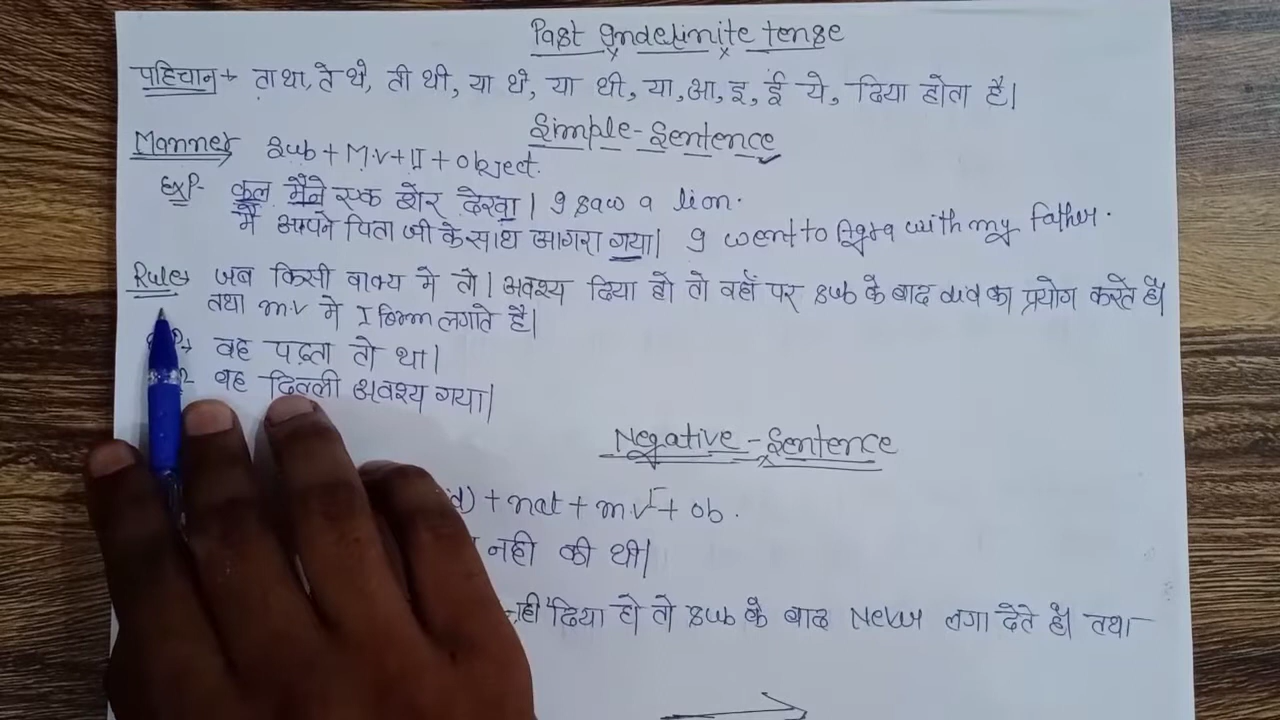 Past Indefinite tense
पहिचान → ता था, ते थे, ती थी, या थे, या थी, या, आ, इ, ई ये, दिया होता है।
Simple-Sentence
Manner → Sub + M.V + II + object.
Exp- कल मैने एक शेर देखा। I saw a lion.
मै अपने पिता जी के साथ आगरा गया। I went to Agra with my father.
Rule → जब किसी वाक्य मे तो। अवश्य दिया हो तो वहाँ पर sub के बाद did का प्रयोग करते है।
तथा m.v मे I form लगाते है।
वह पढ़ता तो था।
वह दिल्ली अवश्य गया।
Negative-Sentence
+ not + m.v I + ob.
नही की थी।
दिया हो तो sub के बाद Never लगा देते है। तथा